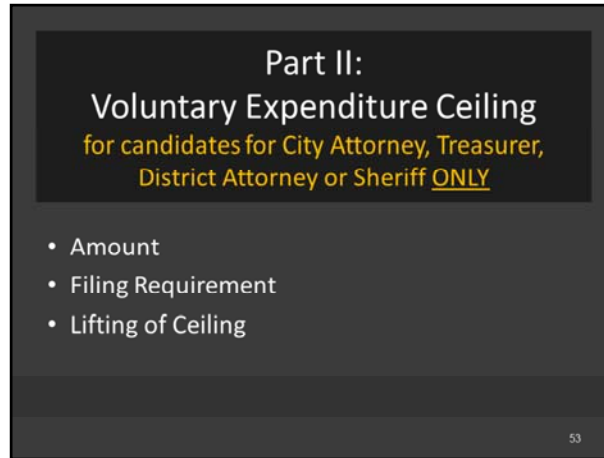 Part II:
Voluntary Expenditure Ceiling
for candidates for City Attorney, Treasurer,
District Attorney or Sheriff ONLY
• Amount
• Filing Requirement
• Lifting of Ceiling
53